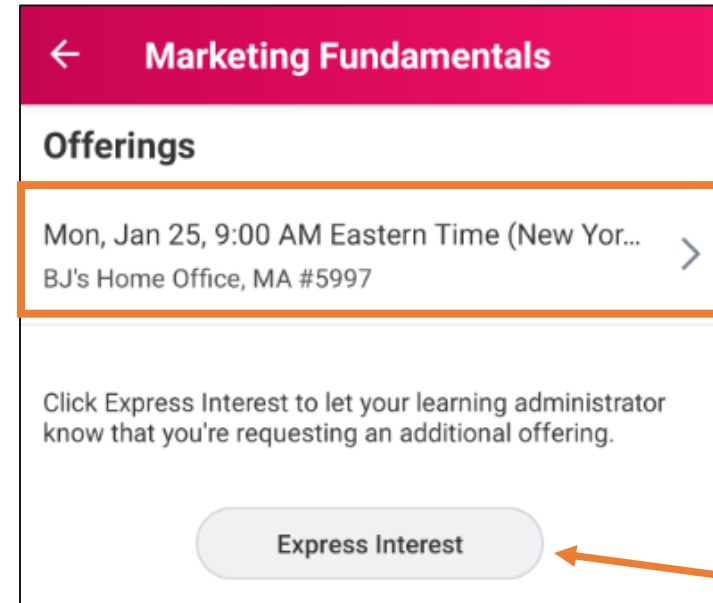 Marketing Fundamentals
Offerings
Mon, Jan 25, 9:00 AM Eastern Time (New Yor...
BJ's Home Office, MA #5997
Click Express Interest to let your learning administrator
know that you're requesting an additional offering.
Express Interest